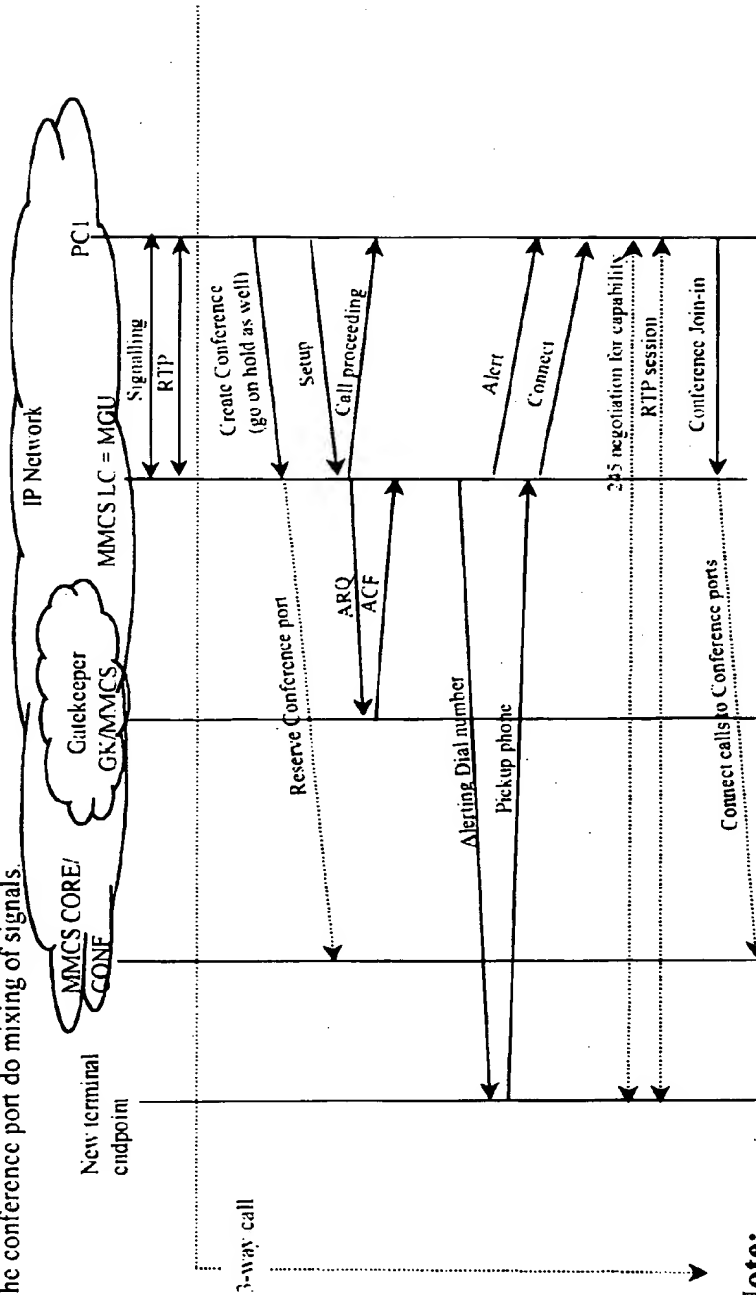 he conference port do mixing of signals.
IP Network
MMCS CORE/
CONF
Gatekeeper
GK/MMCS
MMCS LC = MGU
PC1
New terminal
endpoint
Signalling
RTP
3-way call
Create Conference
(go on hold as well)
Reserve Conference port
Setup
Call proceeding
ARQ
ACF
Alerting Dial number
Alert
Pickup phone
Connect
245 negotiation for capability
RTP session
Conference Join-in
Connect calls to Conference ports
lote: